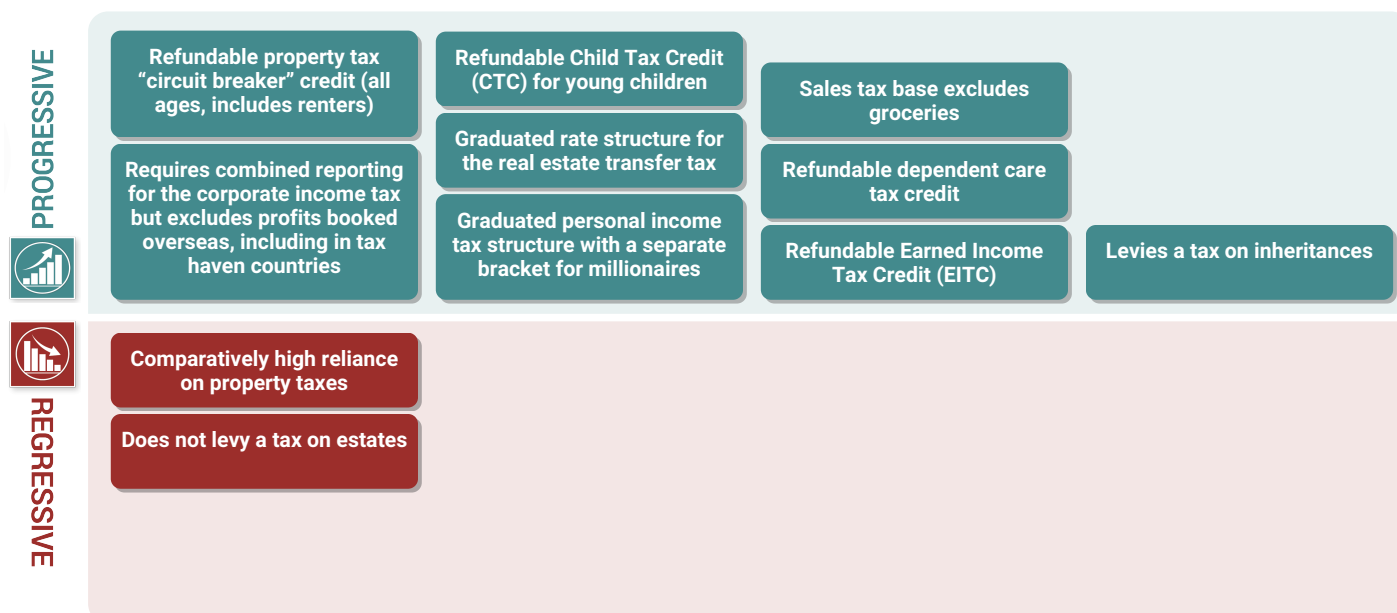 PROGRESSIVE
Refundable property tax
“circuit breaker” credit (all
ages, includes renters)
Requires combined reporting
for the corporate income tax
but excludes profits booked
overseas, including in tax
haven countries
Refundable Child Tax Credit
(CTC) for young children
Graduated rate structure for
the real estate transfer tax
Graduated personal income
tax structure with a separate
bracket for millionaires
Sales tax base excludes
groceries
Refundable dependent care
tax credit
Refundable Earned Income
Tax Credit (EITC)
Levies a tax on inheritances
REGRESSIVE
Comparatively high reliance
on property taxes
Does not levy a tax on estates